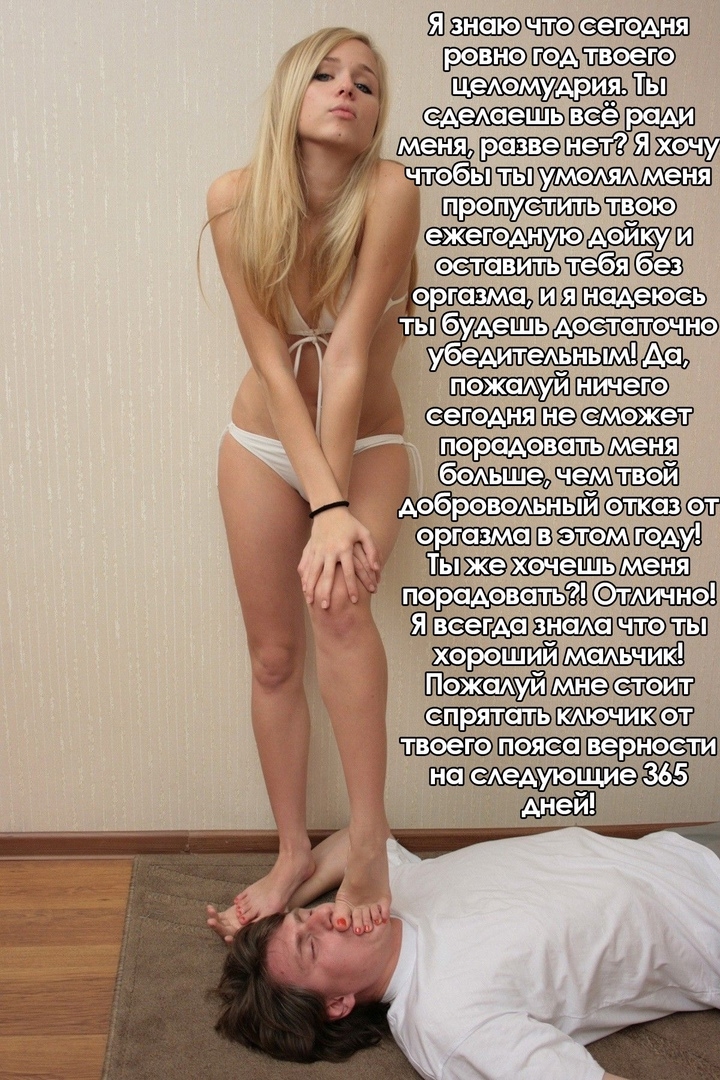 Я знаю что сегодня
ровно год твоего
целомудрия. Ты
сделаешь всё ради
меня, разве нет? Я хочу
чтобы ты умолял меня
пропустить твою
ежегодную дойку и
оставить тебя без
оргазма, и я надеюсь
ты будешь достаточно
убедительным! Да,
пожалуй ничего
сегодня не сможет
порадовать меня
больше, чем твой
добровольный отказ от
оргазма в этом году!
Ты же хочешь меня
порадовать?! Отлично!
Я всегда знала что ты
хороший мальчик!
Пожалуй мне стоит
спрятать ключик от
твоего пояса верности
на следующие 365
дней!